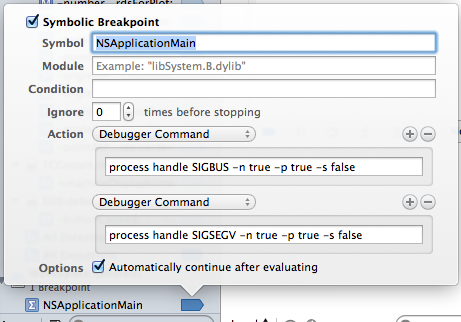 -number...rdsForPlot:
Symbolic Breakpoint
Symbol NSApplicationMain
Module Example: "libSystem.B.dylib"
Condition
Ignore 0 times before stopping
Action Debugger Command
process handle SIGBUS -n true -p true -s false
Debugger Command
process handle SIGSEGV -n true -p true -s false
Options Automatically continue after evaluating
1 Breakpoint
NSApplicationMain